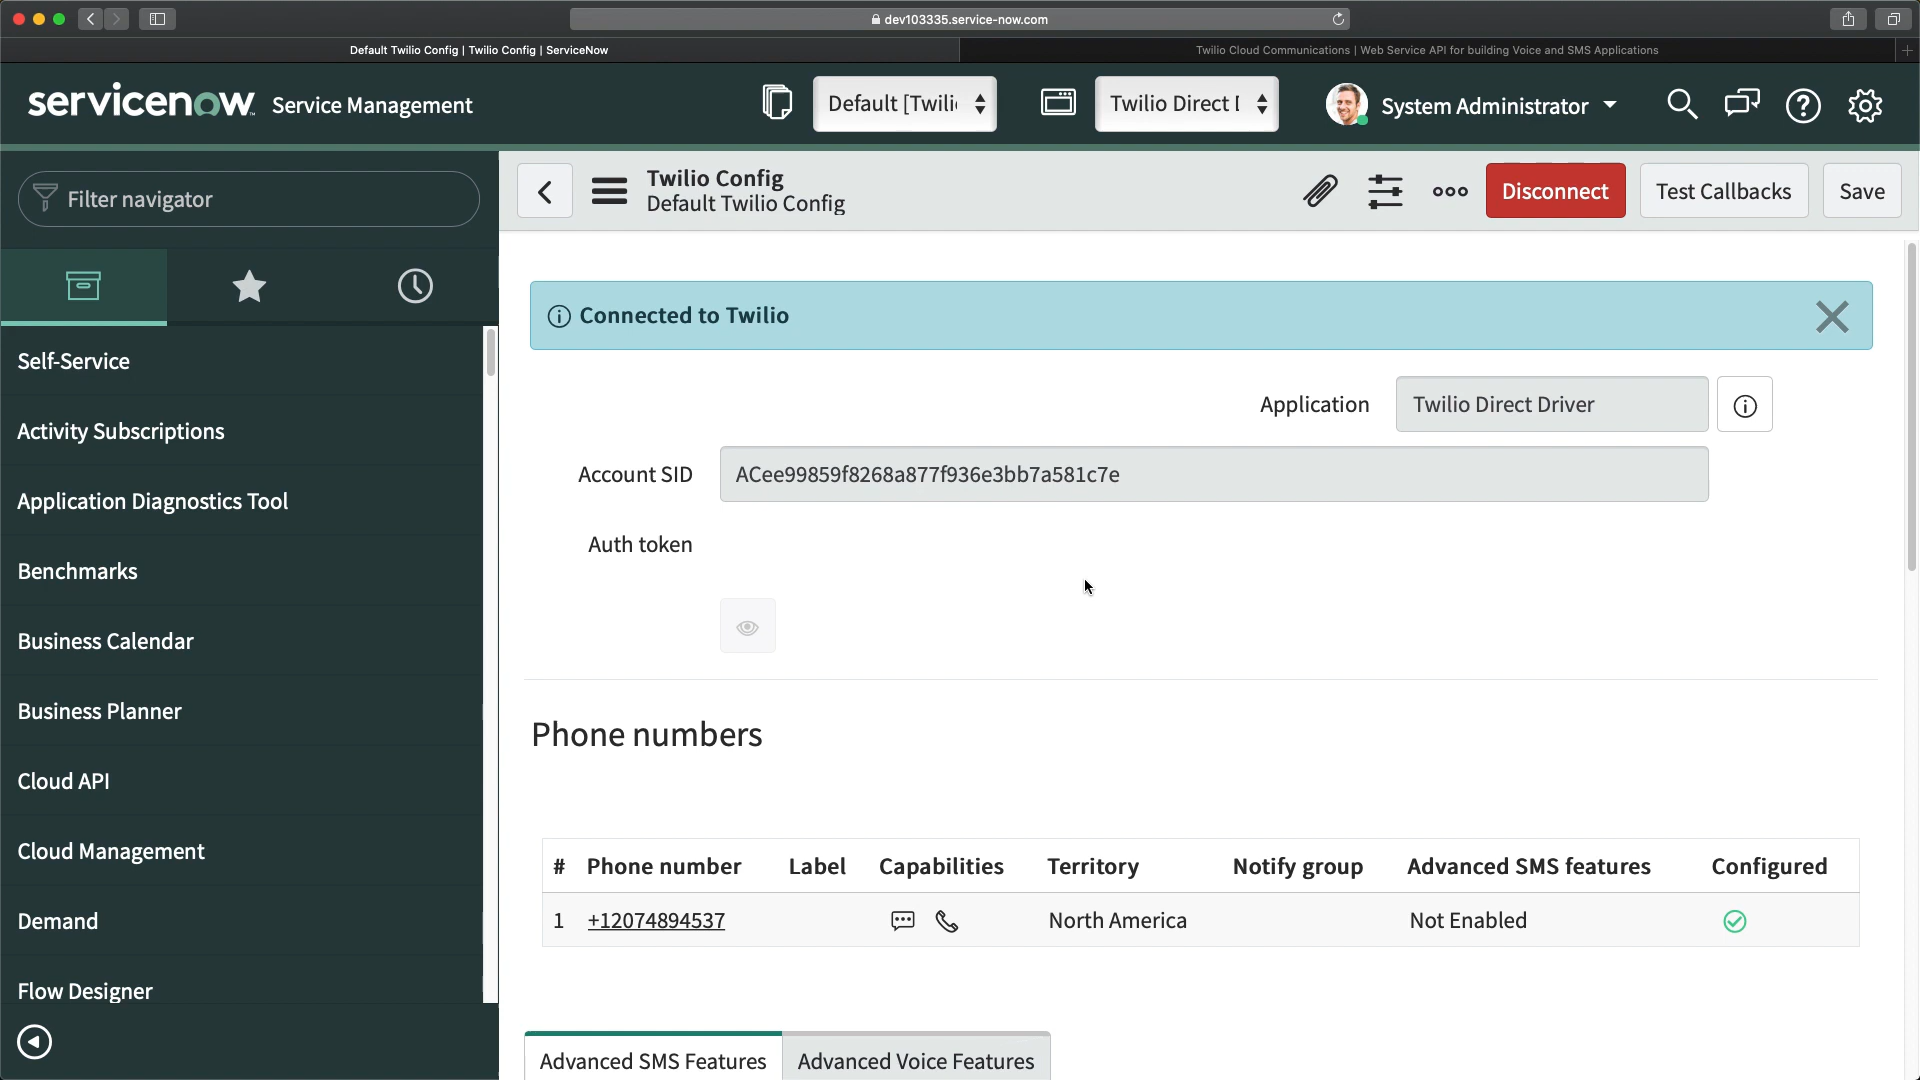 dev103335.service-now.com
Default Twilio Config | Twilio Config | ServiceNow
Twilio Cloud Communications | Web Service API for building Voice and SMS Applications
servicenow Service Management
Default [Twili
Twilio Direct D
System Administrator
Filter navigator
Twilio Config
Default Twilio Config
Disconnect
Test Callbacks
Save
Self-Service
Activity Subscriptions
Application Diagnostics Tool
Benchmarks
Business Calendar
Business Planner
Cloud API
Cloud Management
Demand
Flow Designer
Connected to Twilio
Application
Twilio Direct Driver
Account SID
ACee99859f8268a877f936e3bb7a581c7e
Auth token
Phone numbers
# Phone number Label Capabilities Territory Notify group Advanced SMS features Configured
1 +12074894537 North America Not Enabled
Advanced SMS Features
Advanced Voice Features